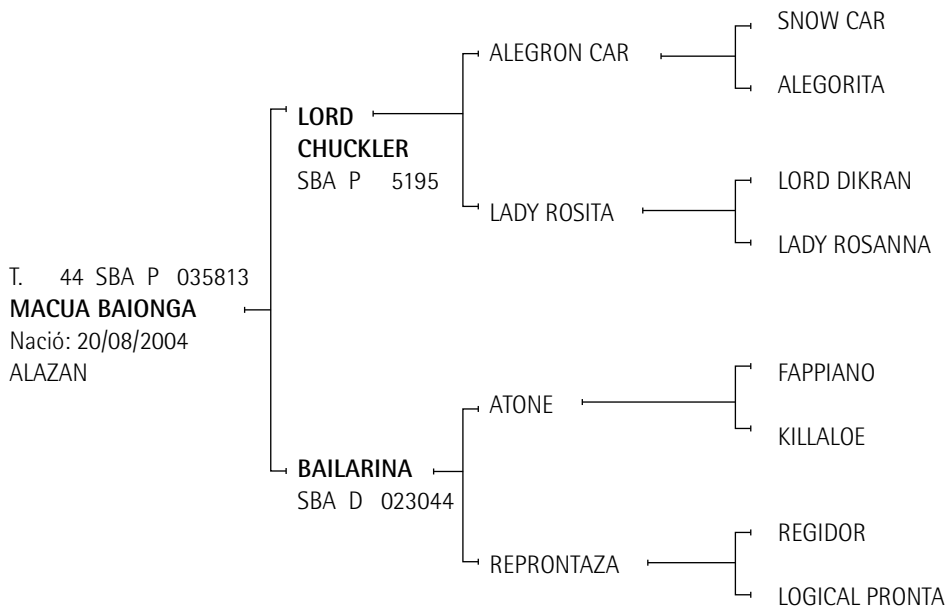 SNOW CAR
ALEGRON CAR
ALEGORITA
LORD
CHUCKLER
SBA P 5195
LORD DIKRAN
LADY ROSITA
LADY ROSANNA
T. 44 SBA P 035813
MACUA BAIONGA
Nació: 20/08/2004
ALAZAN
FAPPIANO
ATONE
KILLALOE
BAILARINA
SBA D 023044
REGIDOR
REPRONTAZA
LOGICAL PRONTA